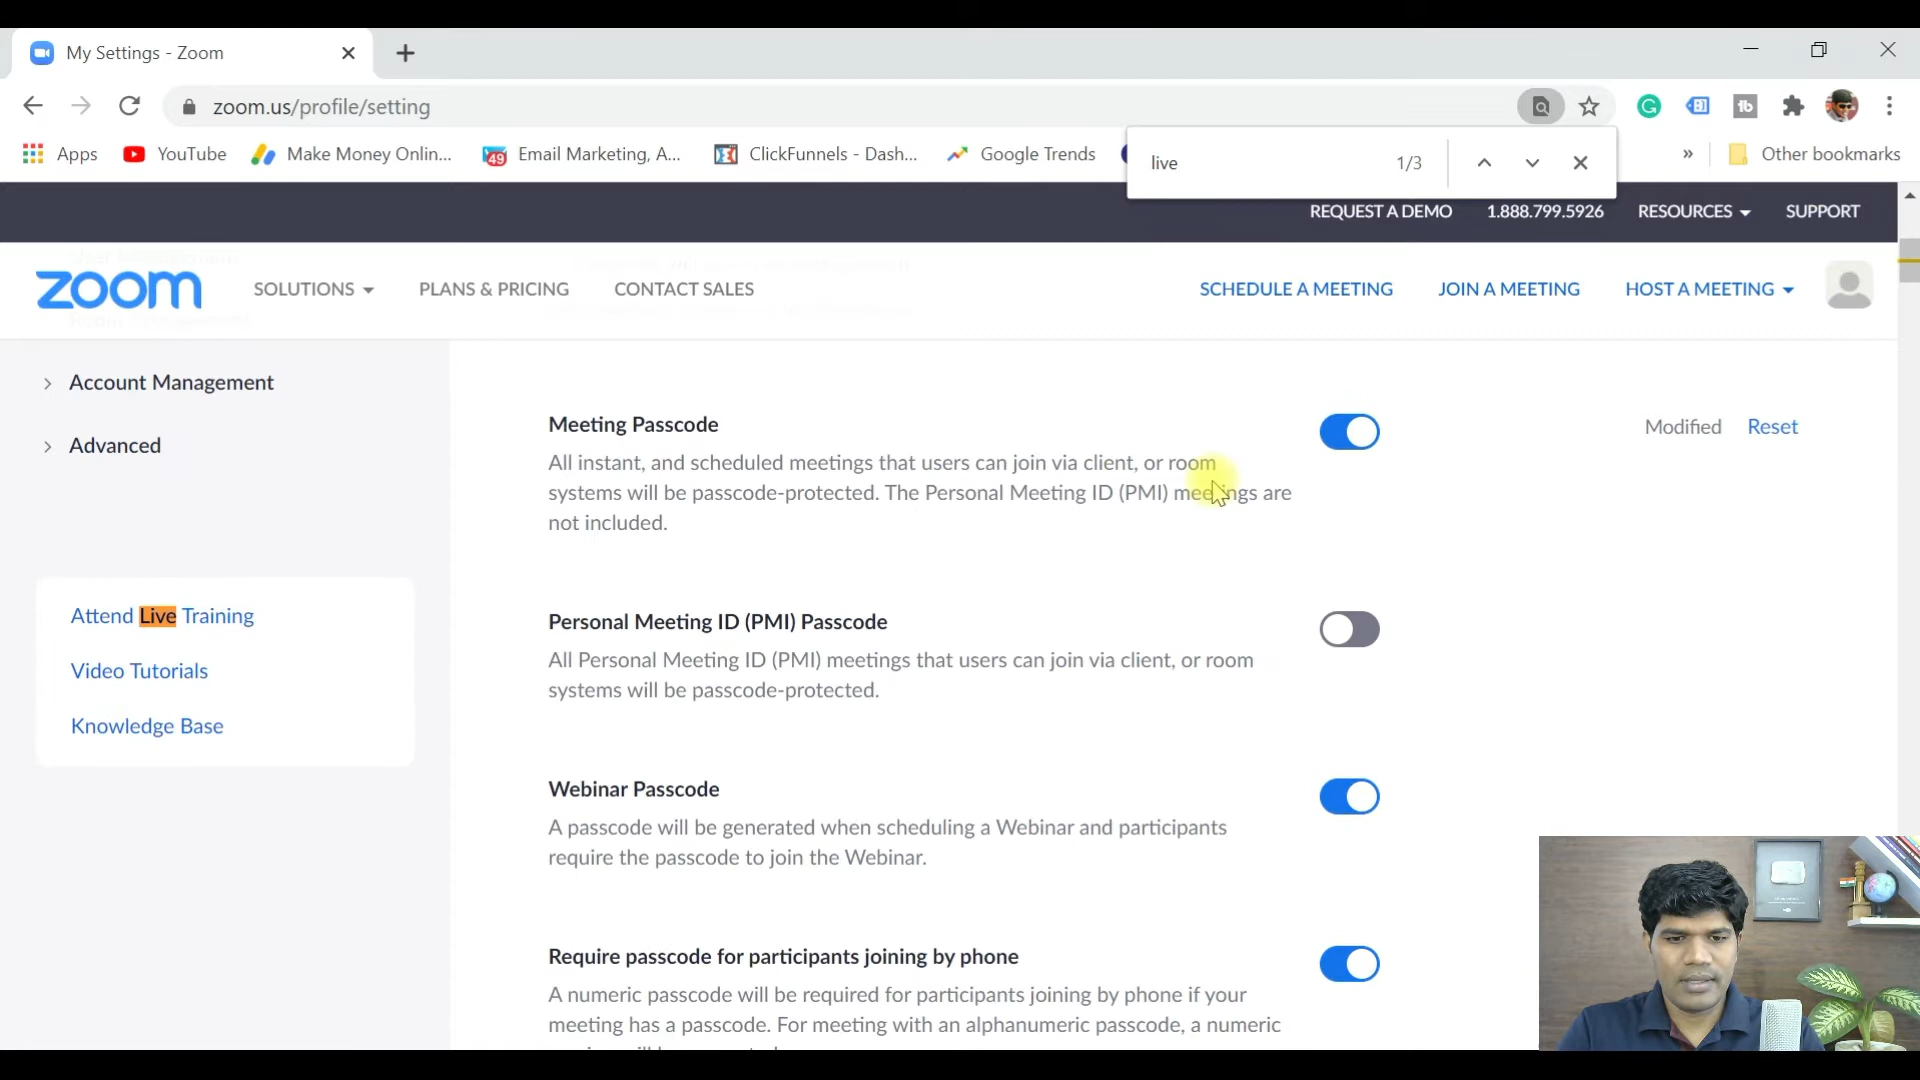 My Settings - Zoom
zoom.us/profile/setting
Apps
YouTube
Make Money Onlin...
49
Email Marketing, A...
ClickFunnels - Dash...
Google Trends
Other bookmarks
live
1/3
REQUEST A DEMO
1.888.799.5926
RESOURCES
SUPPORT
zoom
SOLUTIONS
PLANS & PRICING
CONTACT SALES
SCHEDULE A MEETING
JOIN A MEETING
HOST A MEETING
Account Management
Advanced
Attend Live Training
Video Tutorials
Knowledge Base
Meeting Passcode
All instant, and scheduled meetings that users can join via client, or room
systems will be passcode-protected. The Personal Meeting ID (PMI) meetings are
not included.
Modified
Reset
Personal Meeting ID (PMI) Passcode
All Personal Meeting ID (PMI) meetings that users can join via client, or room
systems will be passcode-protected.
Webinar Passcode
A passcode will be generated when scheduling a Webinar and participants
require the passcode to join the Webinar.
Require passcode for participants joining by phone
A numeric passcode will be required for participants joining by phone if your
meeting has a passcode. For meeting with an alphanumeric passcode, a numeric